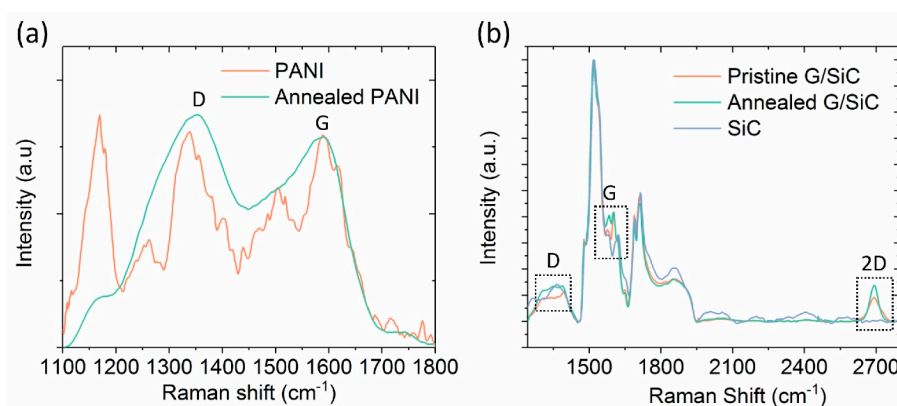 (a)
PANI
Annealed PANI
D
G
Intensity (a.u)
1100 1200 1300 1400 1500 1600 1700 1800
Raman shift (cm⁻¹)
(b)
Pristine G/SiC
Annealed G/SiC
SiC
G
D
2D
Intensity (a.u.)
1500 1800 2100 2400 2700
Raman Shift (cm⁻¹)